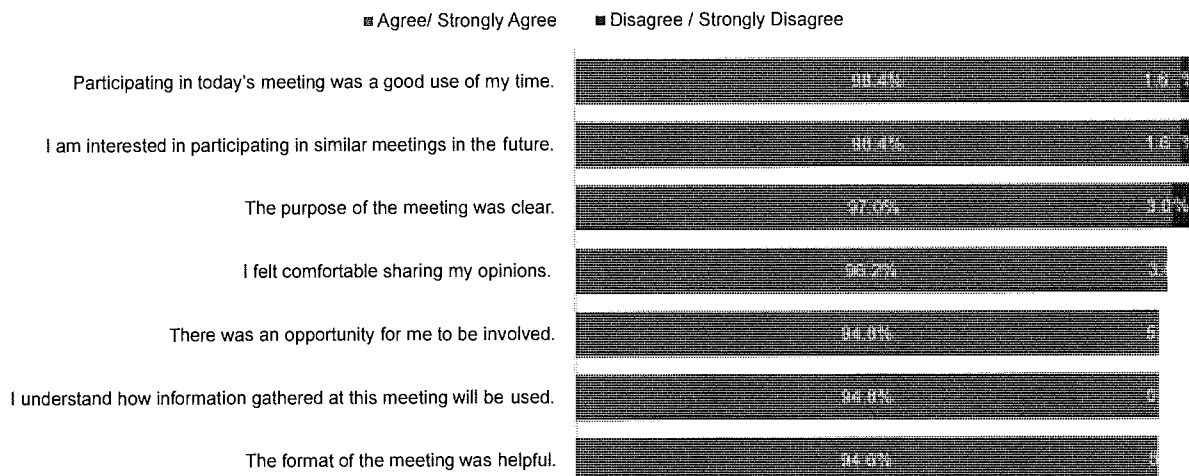 Agree/ Strongly Agree Disagree / Strongly Disagree
Participating in today's meeting was a good use of my time. 98.4% 1.6
I am interested in participating in similar meetings in the future. 98.4% 1.6
The purpose of the meeting was clear. 97.0% 3.0%
I felt comfortable sharing my opinions. 96.2% 3.
There was an opportunity for me to be involved. 5
I understand how information gathered at this meeting will be used.
The format of the meeting was helpful.